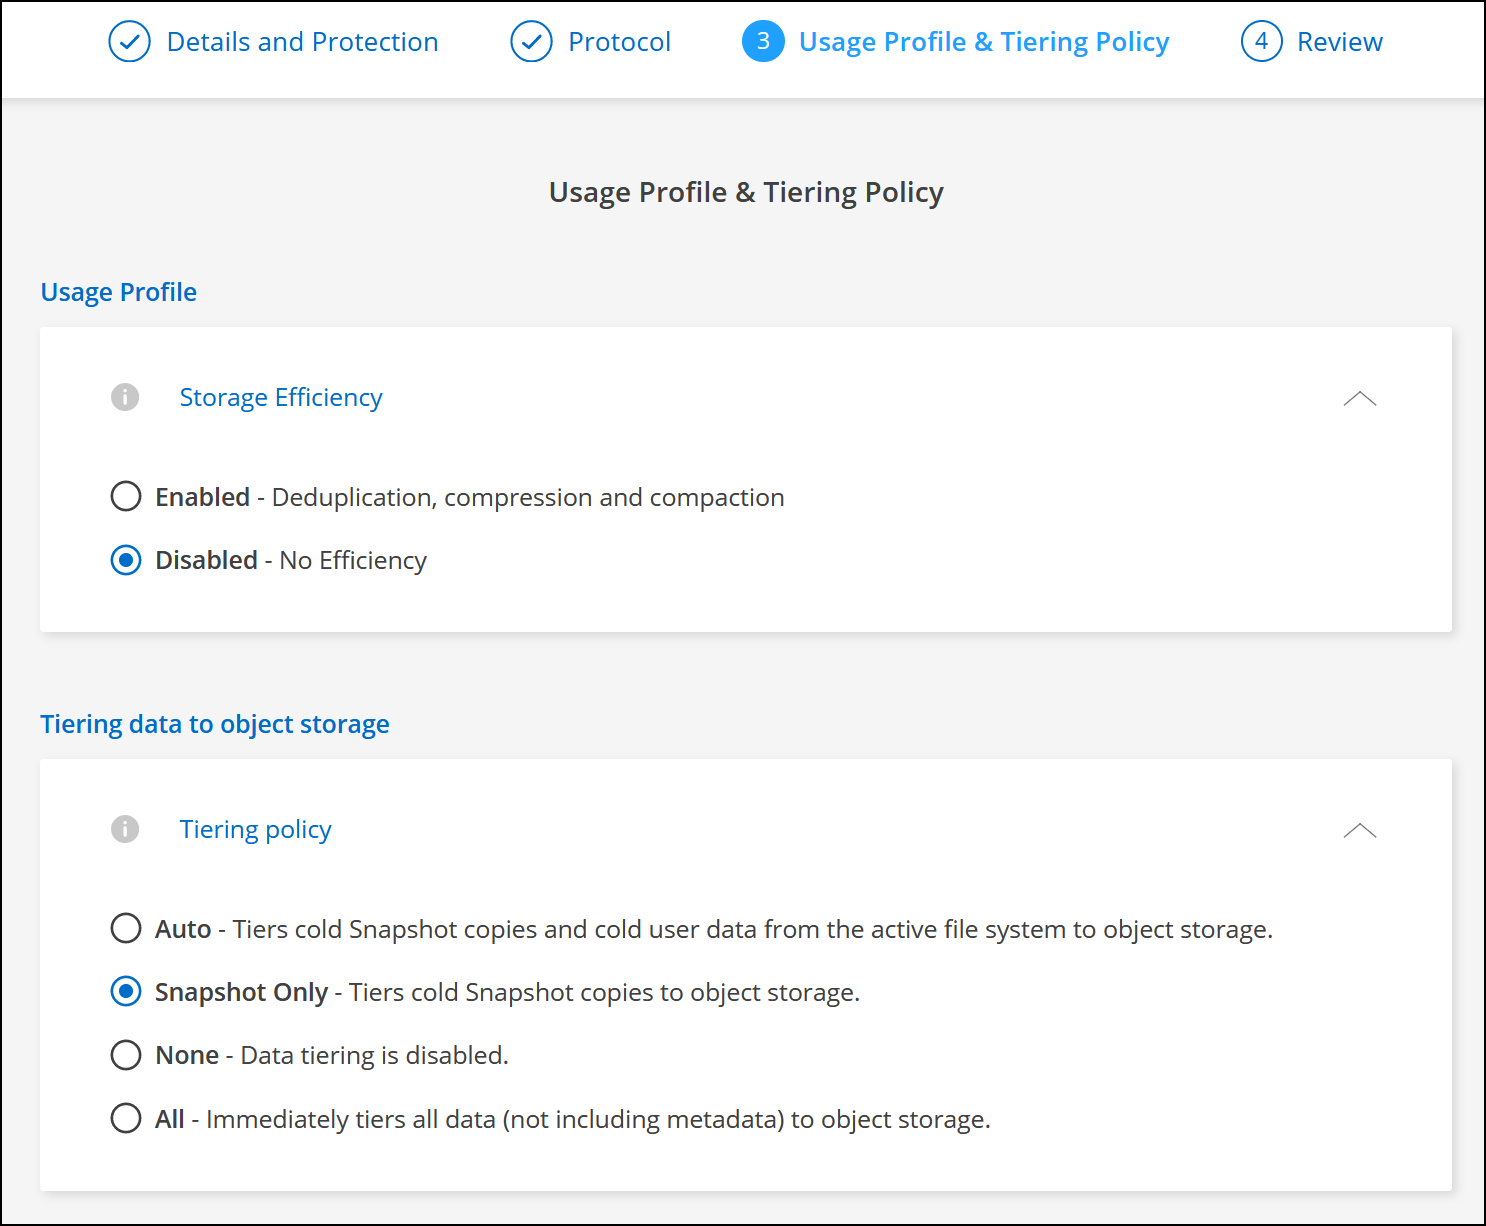 Details and Protection
Protocol
3 Usage Profile & Tiering Policy
4 Review
Usage Profile & Tiering Policy
Usage Profile
i Storage Efficiency
Enabled - Deduplication, compression and compaction
Disabled - No Efficiency
Tiering data to object storage
i Tiering policy
Auto - Tiers cold Snapshot copies and cold user data from the active file system to object storage.
Snapshot Only - Tiers cold Snapshot copies to object storage.
None - Data tiering is disabled.
All - Immediately tiers all data (not including metadata) to object storage.